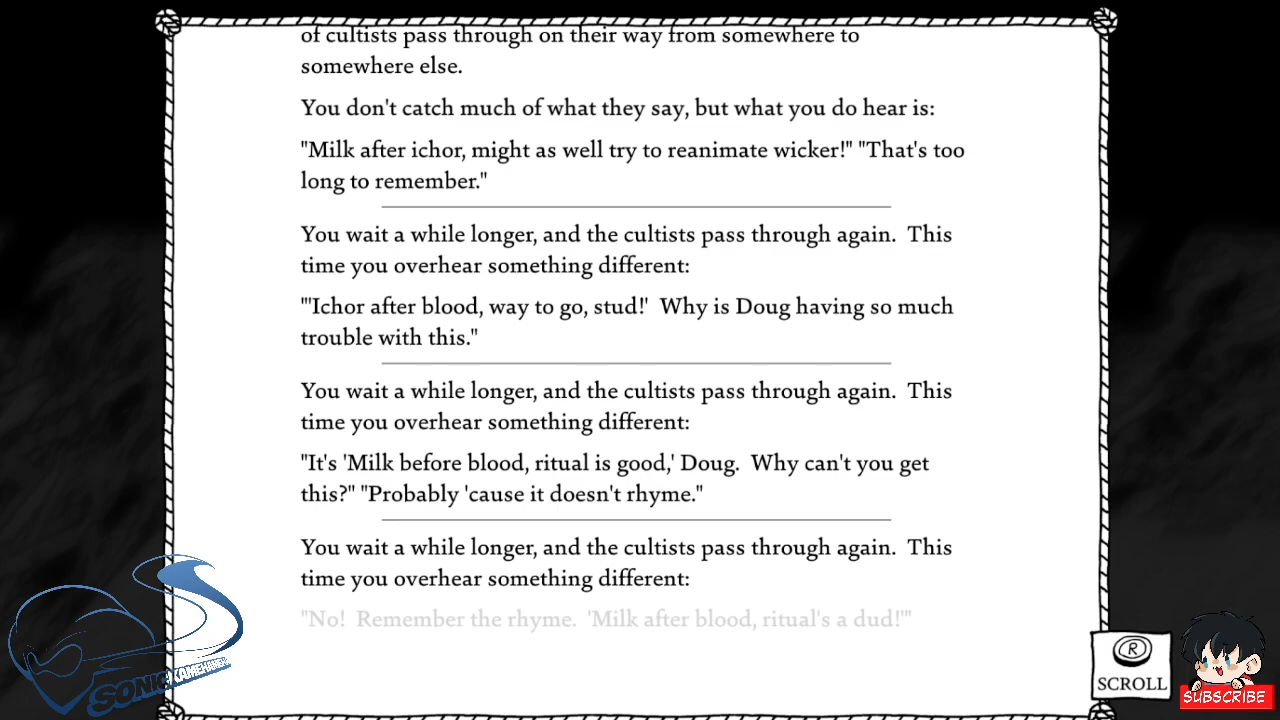 of cultists pass through on their way from somewhere to
somewhere else.
You don't catch much of what they say, but what you do hear is:
"Milk after ichor, might as well try to reanimate wicker!" "That's too
long to remember."
You wait a while longer, and the cultists pass through again.  This
time you overhear something different:
"'Ichor after blood, way to go, stud!'  Why is Doug having so much
trouble with this."
You wait a while longer, and the cultists pass through again.  This
time you overhear something different:
"It's 'Milk before blood, ritual is good,' Doug.  Why can't you get
this?" "Probably 'cause it doesn't rhyme."
You wait a while longer, and the cultists pass through again.  This
time you overhear something different:
"No!  Remember the rhyme.  'Milk after blood, ritual's a dud!'"
R
SCROLL
SUBSCRIBE
SONICKAMEHAMEHA